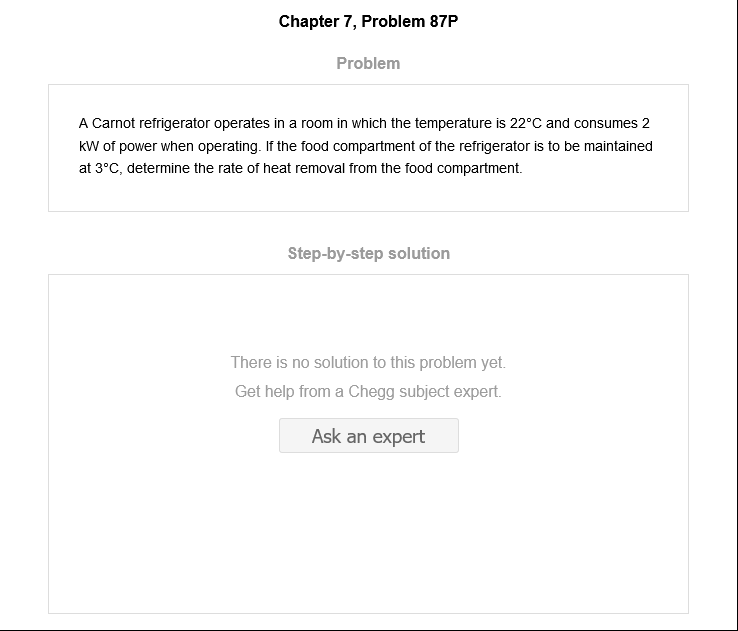 Chapter 7, Problem 87P
Problem
A Carnot refrigerator operates in a room in which the temperature is 22°C and consumes 2
kW of power when operating. If the food compartment of the refrigerator is to be maintained
at 3°C, determine the rate of heat removal from the food compartment.
Step-by-step solution
There is no solution to this problem yet.
Get help from a Chegg subject expert.
Ask an expert